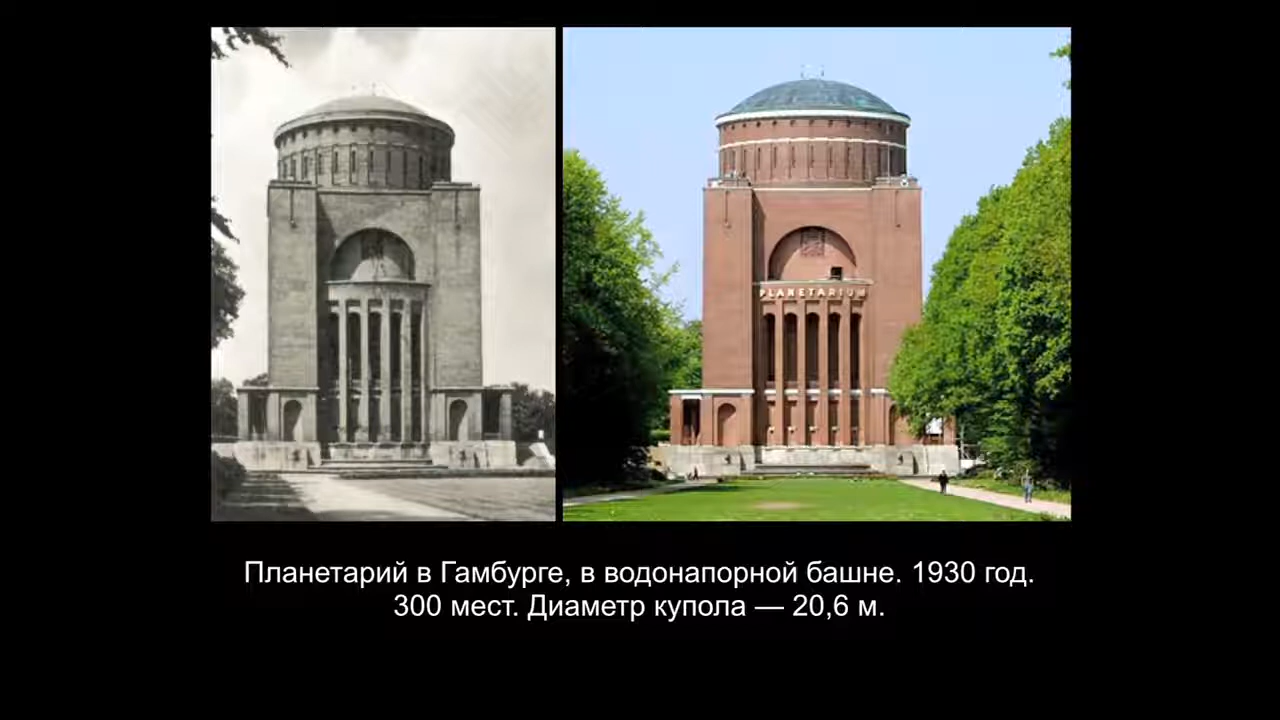 PLANETARIUM
Планетарий в Гамбурге, в водонапорной башне. 1930 год.
300 мест. Диаметр купола — 20,6 м.